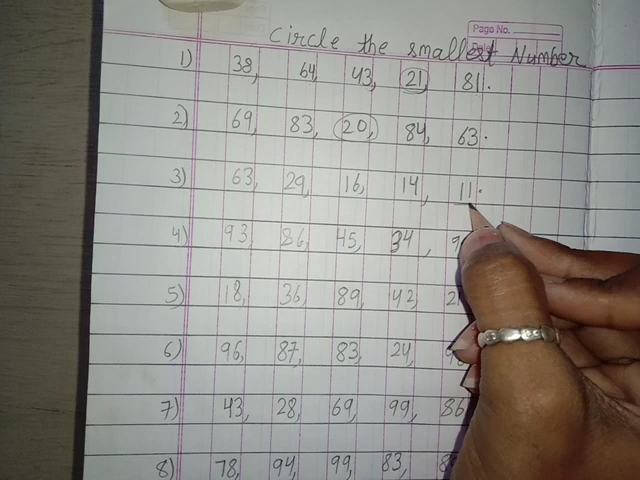 Page No.
Circle the smallest Number
1) 38, 64, 43, 21, 81.
2) 69, 83, 20, 84, 63.
3) 63, 29, 16, 14, 11.
4) 93, 86, 45, 34,
5) 18, 36, 89, 42,
6) 96, 87, 83, 24,
7) 43, 28, 69, 99, 86
8) 78, 94, 99, 83,